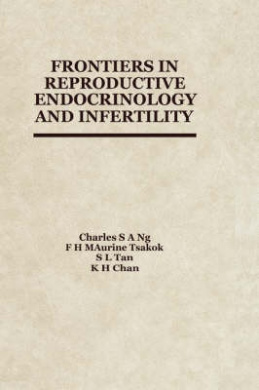 FRONTIERS IN
REPRODUCTIVE
ENDOCRINOLOGY
AND INFERTILITY
Charles S A Ng
F H MAurine Tsakok
S L Tan
K H Chan